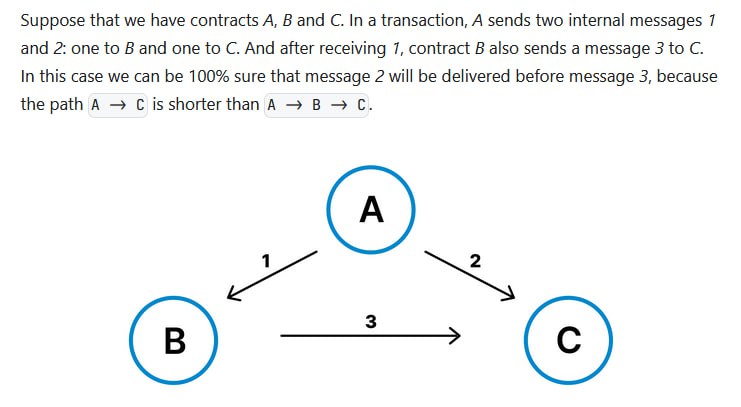 Suppose that we have contracts A, B and C. In a transaction, A sends two internal messages 1
and 2: one to B and one to C. And after receiving 1, contract B also sends a message 3 to C.
In this case we can be 100% sure that message 2 will be delivered before message 3, because
the path A → C is shorter than A → B → C.
A
1
2
3
B
C